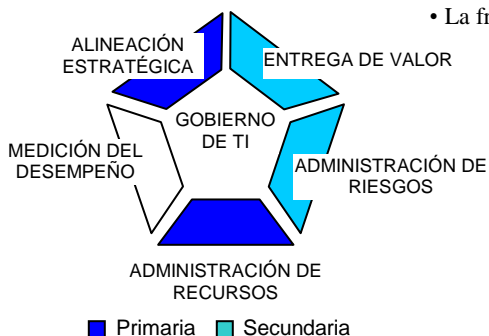 • La
ALINEACIÓN
ESTRATÉGICA
ENTREGA DE VALOR
GOBIERNO
DE TI
MEDICIÓN DEL
DESEMPEÑO
ADMINISTRACIÓN DE
RIESGOS
ADMINISTRACIÓN DE
RECURSOS
Primaria Secundaria